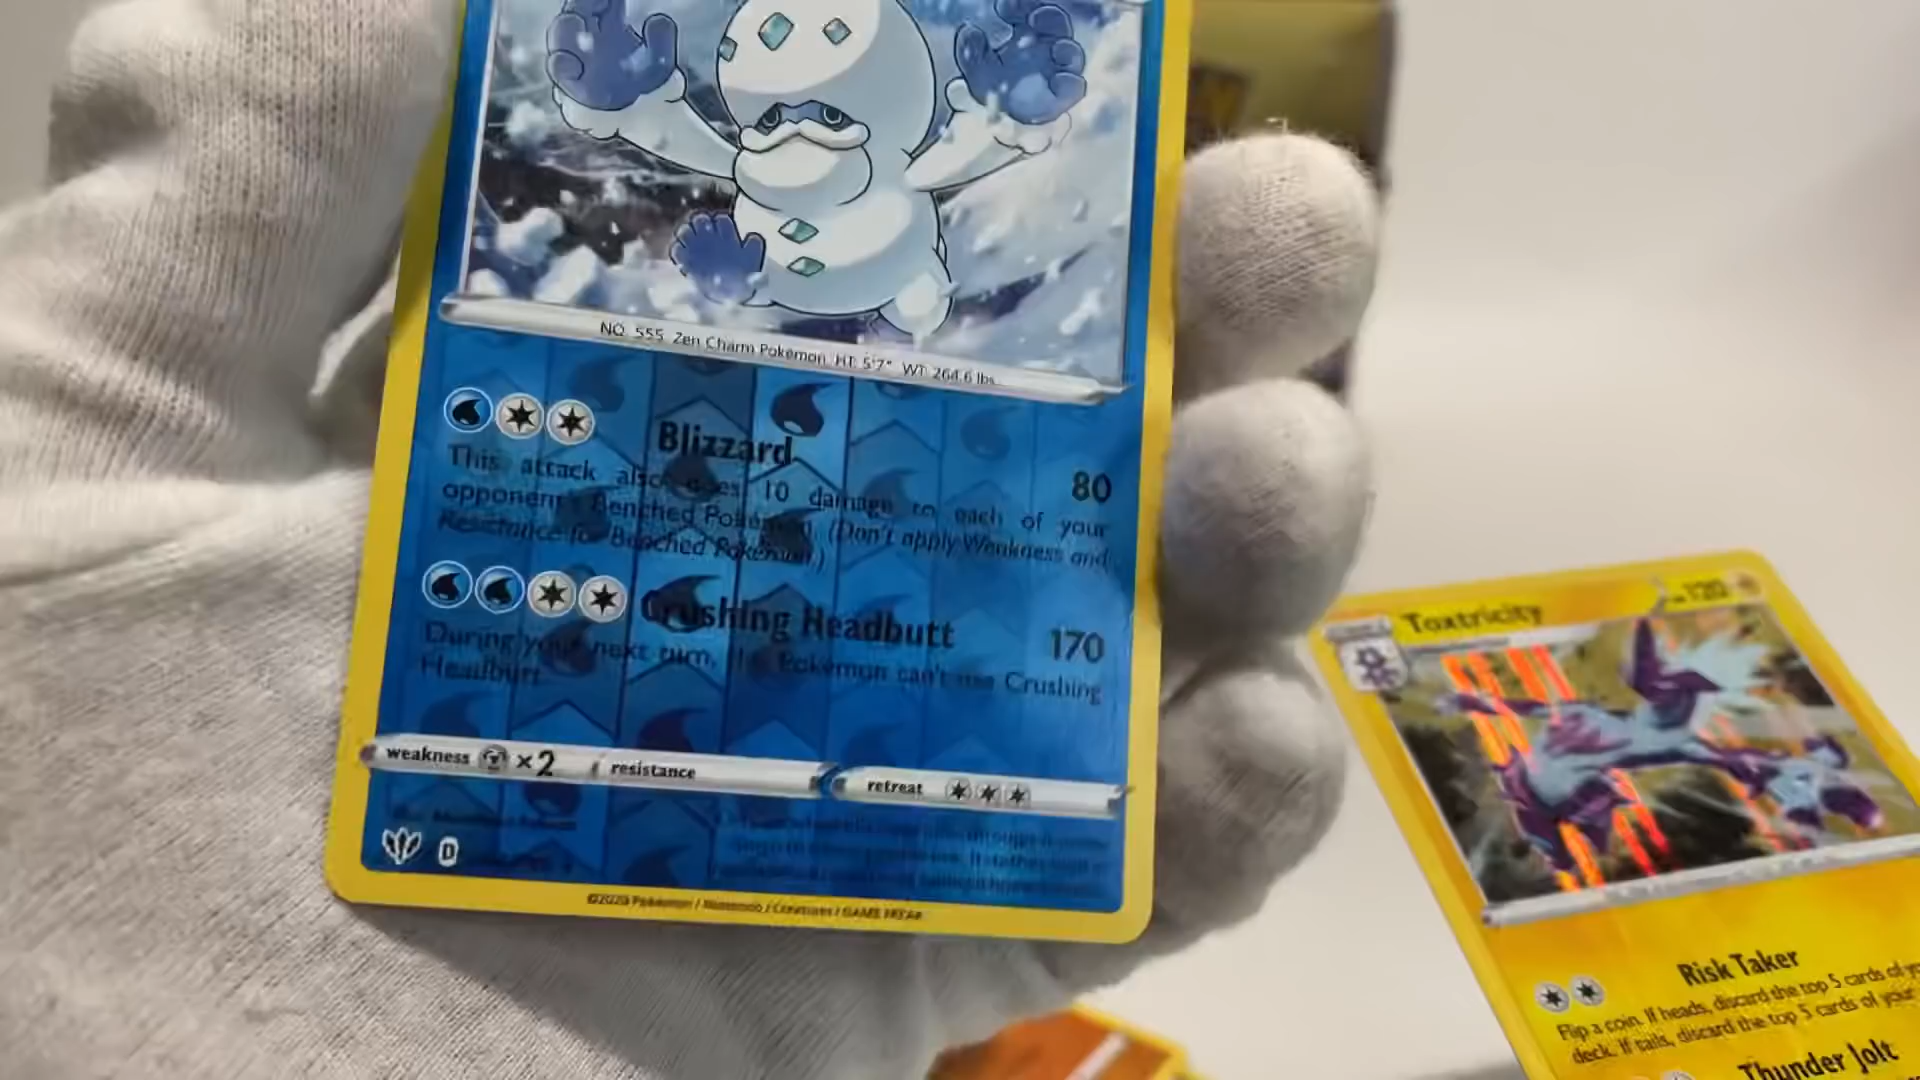 NO. 555 Zen Charm Pokémon HT: 5'7" WT: 264.6 lbs.
Blizzard 80
This attack also does 10 damage to each of your
opponent's Benched Pokémon. (Don't apply Weakness and
Resistance for Benched Pokémon.)
Crushing Headbutt 170
During your next turn, this Pokémon can't use Crushing
Headbutt.
weakness ×2 resistance retreat
D
©2020 Pokémon / Nintendo / Creatures / GAME FREAK
Toxtricity 120
Risk Taker
Flip a coin. If heads, discard the top 5 cards of
deck. If tails, discard the top 5 cards of your
Thunder Jolt